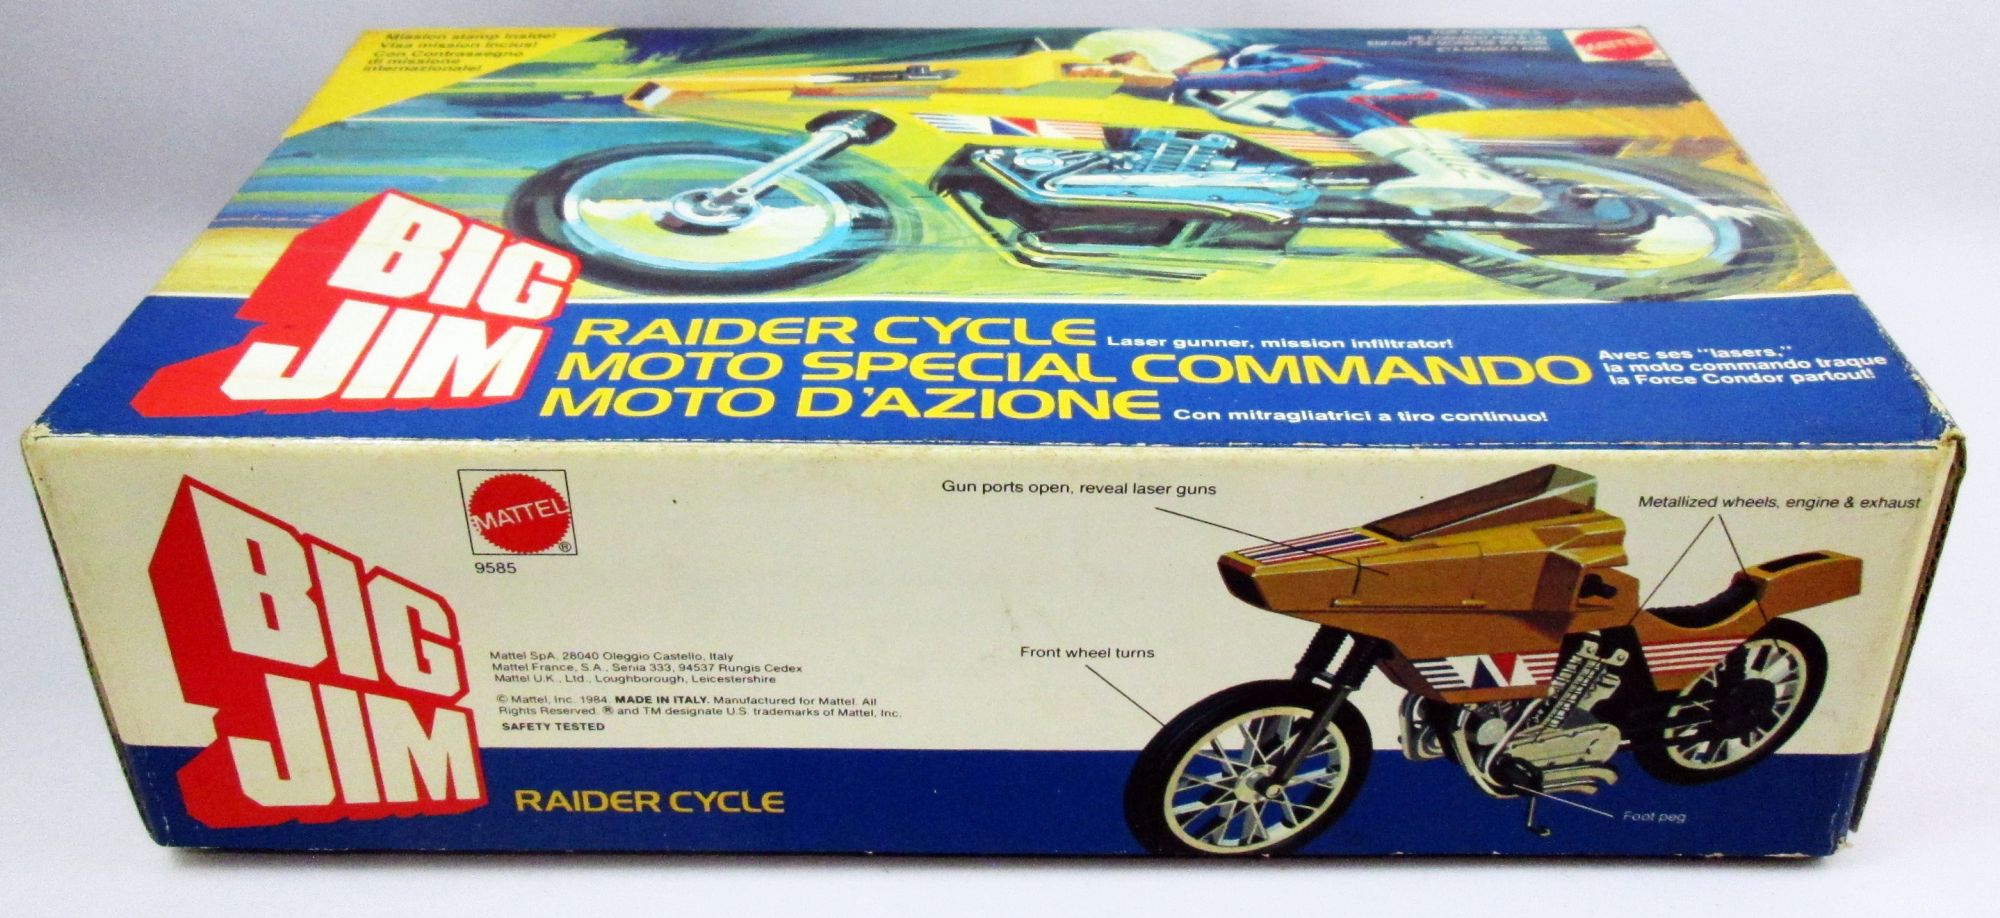 Mission stamp inside!
Visa mission inclus!
Con Contrassegno
di missione
internazionale!
MATTEL
BIG
JIM
RAIDER CYCLE Laser gunner, mission infiltrator!
MOTO SPECIAL COMMANDO Avec ses "lasers,"
la moto commando traque
la Force Condor partout!
MOTO D'AZIONE Con mitragliatrici a tiro continuo!
BIG
JIM
MATTEL
®
9585
Mattel SpA, 28040 Oleggio Castello, Italy
Mattel France, S.A., Senia 333, 94537 Rungis Cedex
Mattel U.K., Ltd., Loughborough, Leicestershire
© Mattel, Inc. 1984. MADE IN ITALY. Manufactured for Mattel. All
Rights Reserved. ® and TM designate U.S. trademarks of Mattel, Inc.
SAFETY TESTED
RAIDER CYCLE
Gun ports open, reveal laser guns
Metallized wheels, engine & exhaust
Front wheel turns
Foot peg